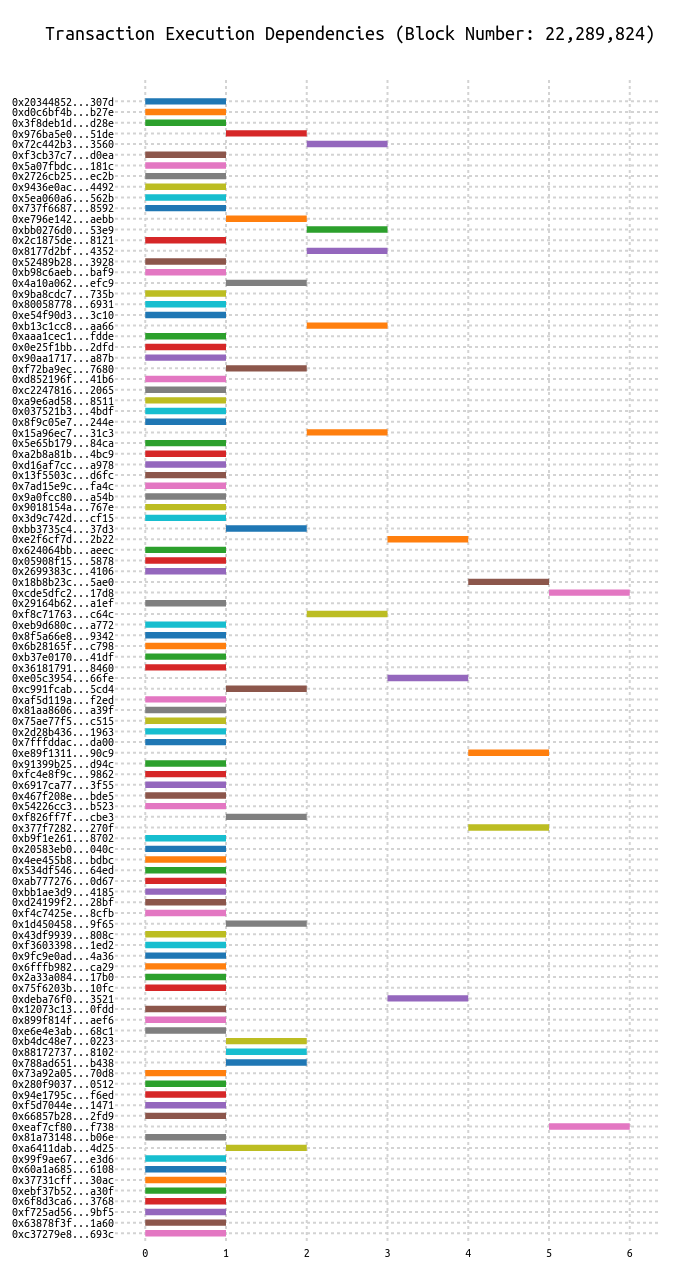 Transaction Execution Dependencies (Block Number: 22,289,824)
0x20344852...307d
0xd0c6bf4b...b27e
0x3f8deb1d...d28e
0x976ba5e0...51de
0x72c442b3...3560
0xf3cb37c7...d0ea
0x5a07fbdc...181c
0x2726cb25...ec2b
0x9436e0ac...4492
0x5ea060a6...562b
0x737f6687...8592
0xe796e142...aebb
0xbb0276d0...53e9
0x2c1875de...8121
0x8177d2bf...4352
0x52489b28...3928
0xb98c6aeb...baf9
0x4a10a062...efc9
0x9ba8cdc7...735b
0x80058778...6931
0xe54f90d3...3c10
0xb13c1cc8...aa66
0xaaa1cec1...fdde
0x0e25f1bb...2dfd
0x90aa1717...a87b
0xf72ba9ec...7680
0xd852196f...41b6
0xc2247816...2065
0xa9e6ad58...8511
0x037521b3...4bdf
0x8f9c05e7...244e
0x15a96ec7...31c3
0x5e65b179...84ca
0xa2b8a81b...4bc9
0xd16af7cc...a978
0x13f5503c...d6fc
0x7ad15e9c...fa4c
0x9a0fcc80...a54b
0x9018154a...767e
0x3d9c742d...cf15
0xbb3735c4...37d3
0xe2f6cf7d...2b22
0x624064bb...aeec
0x05908f15...5878
0x2699383c...4106
0x18b8b23c...5ae0
0xcde5dfc2...17d8
0x29164b62...a1ef
0xf8c71763...c64c
0xeb9d680c...a772
0x8f5a66e8...9342
0x6b28165f...c798
0xb37e0170...41df
0x36181791...8460
0xe05c3954...66fe
0xc991fcab...5cd4
0xaf5d119a...f2ed
0x81aa8606...a39f
0x75ae77f5...c515
0x2d28b436...1963
0x7fffddac...da00
0xe89f1311...90c9
0x91399b25...d94c
0xfc4e8f9c...9862
0x6917ca77...3f55
0x467f208e...bde5
0x54226cc3...b523
0xf826ff7f...cbe3
0x377f7282...270f
0xb9f1e261...8702
0x20583eb0...040c
0x4ee455b8...bdbc
0x534df546...64ed
0xab777276...0d67
0xbb1ae3d9...4185
0xd24199f2...28bf
0xf4c7425e...8cfb
0x1d450458...9f65
0x43df9939...808c
0xf3603398...1ed2
0x9fc9e0ad...4a36
0x6fffb982...ca29
0x2a33a084...17b0
0x75f6203b...10fc
0xdeba76f0...3521
0x12073c13...0fdd
0x899f814f...aef6
0xe6e4e3ab...68c1
0xb4dc48e7...0223
0x88172737...8102
0x788ad651...b438
0x73a92a05...70d8
0x280f9037...0512
0x94e1795c...f6ed
0xf5d7044e...1471
0x66857b28...2fd9
0xeaf7cf80...f738
0x81a73148...b06e
0xa6411dab...4d25
0x99f9ae67...e3d6
0x60a1a685...6108
0x37731cff...30ac
0xebf37b52...a30f
0x6f8d3ca6...3768
0xf725ad56...9bf5
0x63878f3f...1a60
0xc37279e8...693c
0 1 2 3 4 5 6